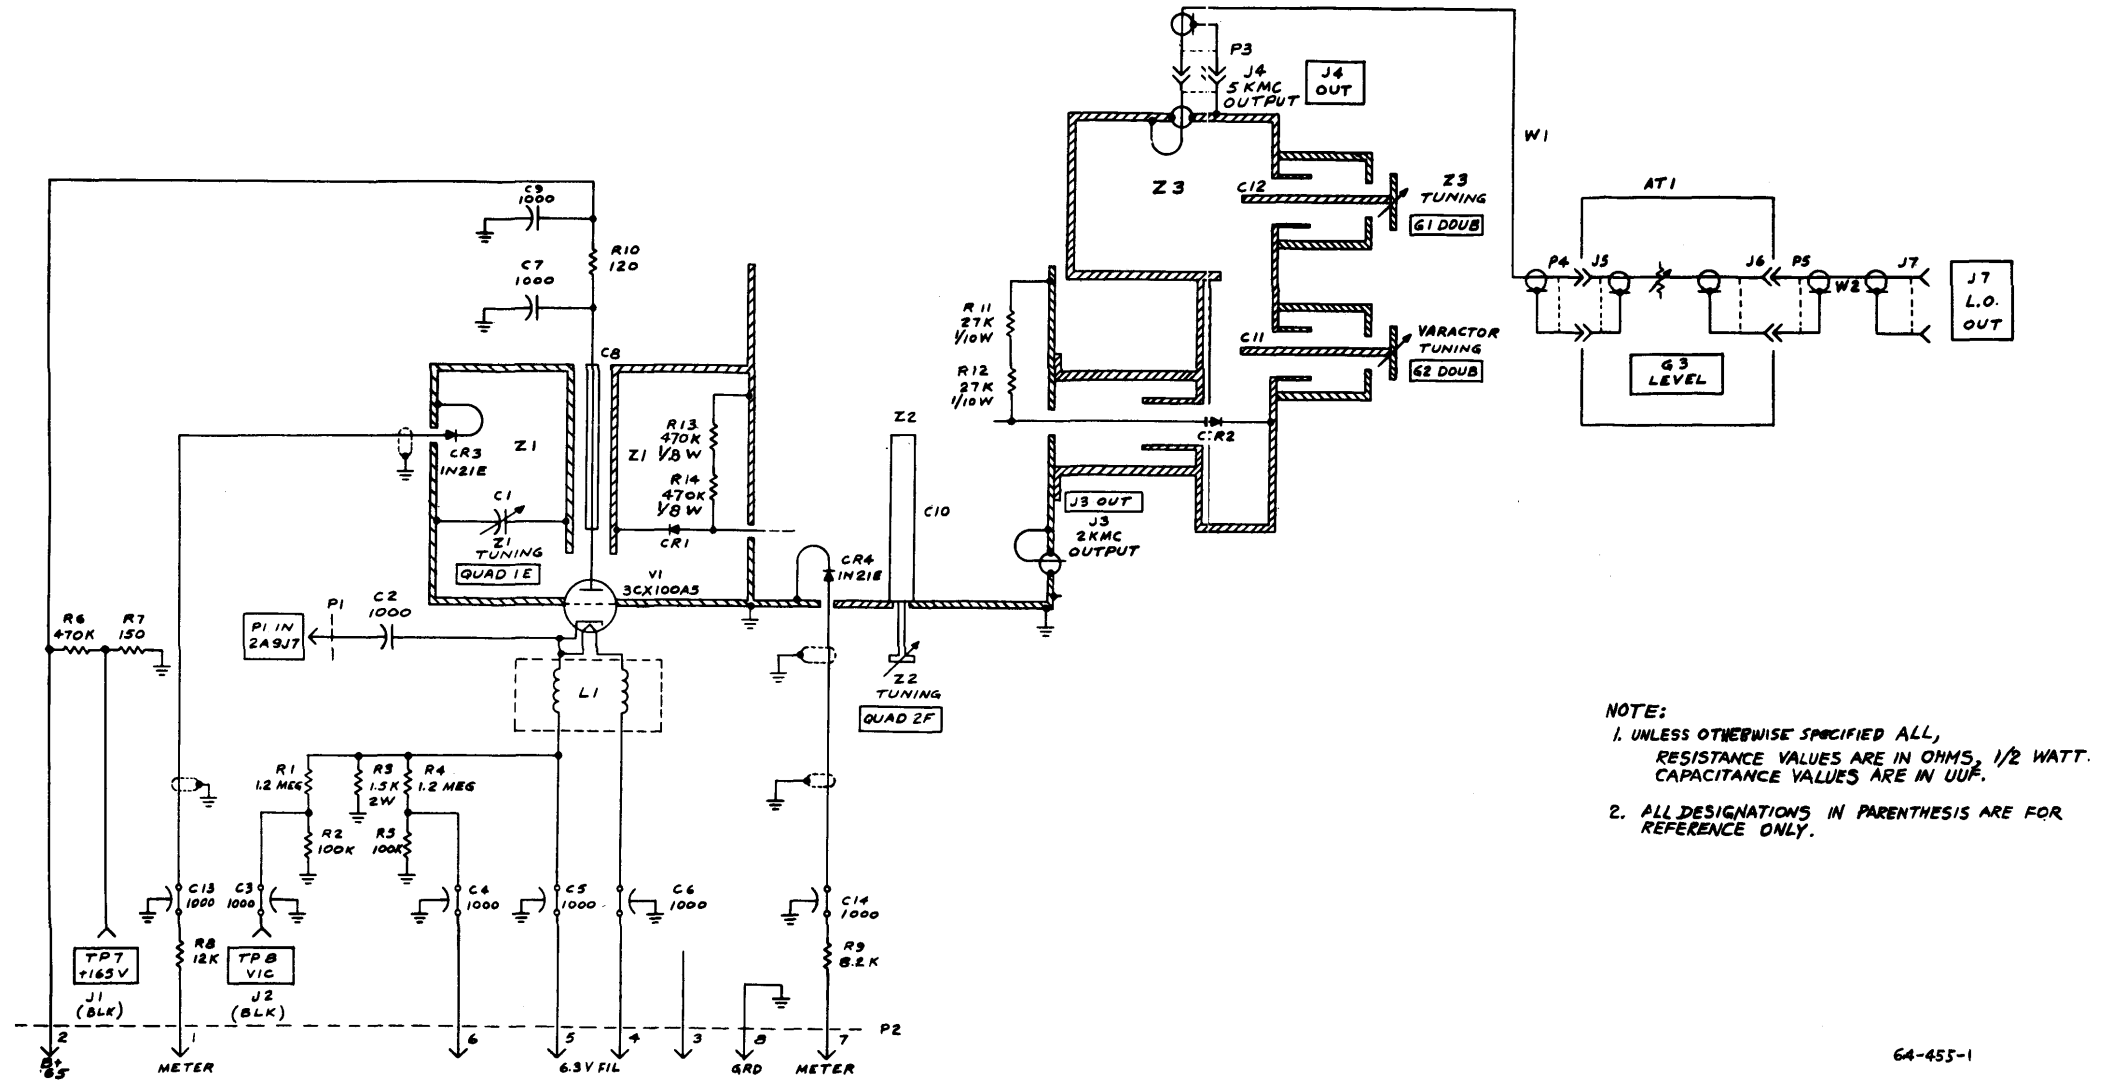 P3
J4
5 KMC
OUTPUT
J4
OUT
W1
Z3
C12
Z3
TUNING
G1 DOUB
AT1
P4
J5
J6
P5
W2
J7
J7
L.O.
OUT
G3
LEVEL
C11
VARACTOR
TUNING
G2 DOUB
CR2
C9
1000
R10
120
C7
1000
C8
R11
27K
1/10W
R12
27K
1/10W
Z1
Z1
CR3
IN21E
R13
470K
1/8 W
R14
470K
1/8 W
C1
Z1
TUNING
QUAD 1E
CR1
Z2
C10
J3 OUT
J3
2KMC
OUTPUT
CR4
IN21E
V1
3CX100A5
C2
1000
P1
P1 IN
2A9J7
R6
470K
R7
150
L1
Z2
TUNING
QUAD 2F
R1
1.2 MEG
R3
1.5K
2W
R4
1.2 MEG
R2
100K
R5
100K
C13
1000
C3
1000
C4
1000
C5
1000
C6
1000
C14
1000
R8
12K
R9
8.2K
TP7
+165V
J1
(BLK)
TP8
V1C
J2
(BLK)
P2
2
1
6
5
4
3
8
7
B+
METER
6.3V FIL
GRD
METER
NOTE:
1. UNLESS OTHERWISE SPECIFIED ALL,
RESISTANCE VALUES ARE IN OHMS, 1/2 WATT.
CAPACITANCE VALUES ARE IN UUF.
2. ALL DESIGNATIONS IN PARENTHESIS ARE FOR
REFERENCE ONLY.
64-455-1